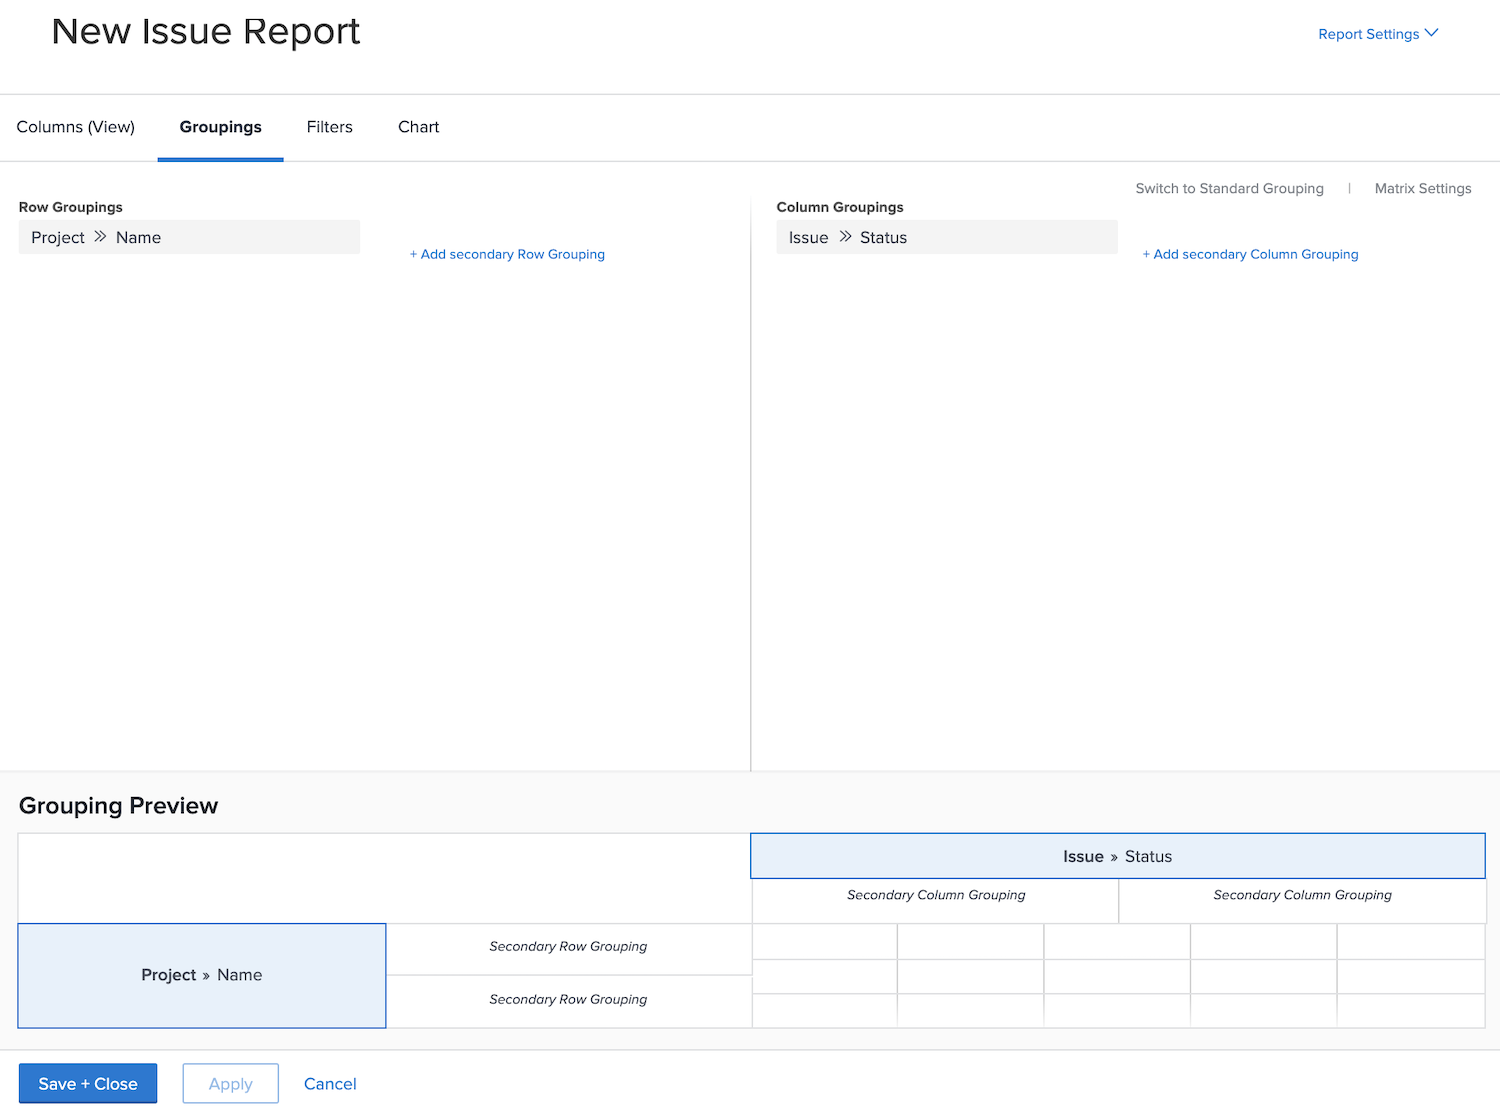 New Issue Report
Report Settings
Columns (View) Groupings Filters Chart
Switch to Standard Grouping | Matrix Settings
Row Groupings
Project » Name
+ Add secondary Row Grouping
Column Groupings
Issue » Status
+ Add secondary Column Grouping
Grouping Preview
Issue » Status
Secondary Column Grouping Secondary Column Grouping
Project » Name
Secondary Row Grouping
Secondary Row Grouping
Save + Close Apply Cancel